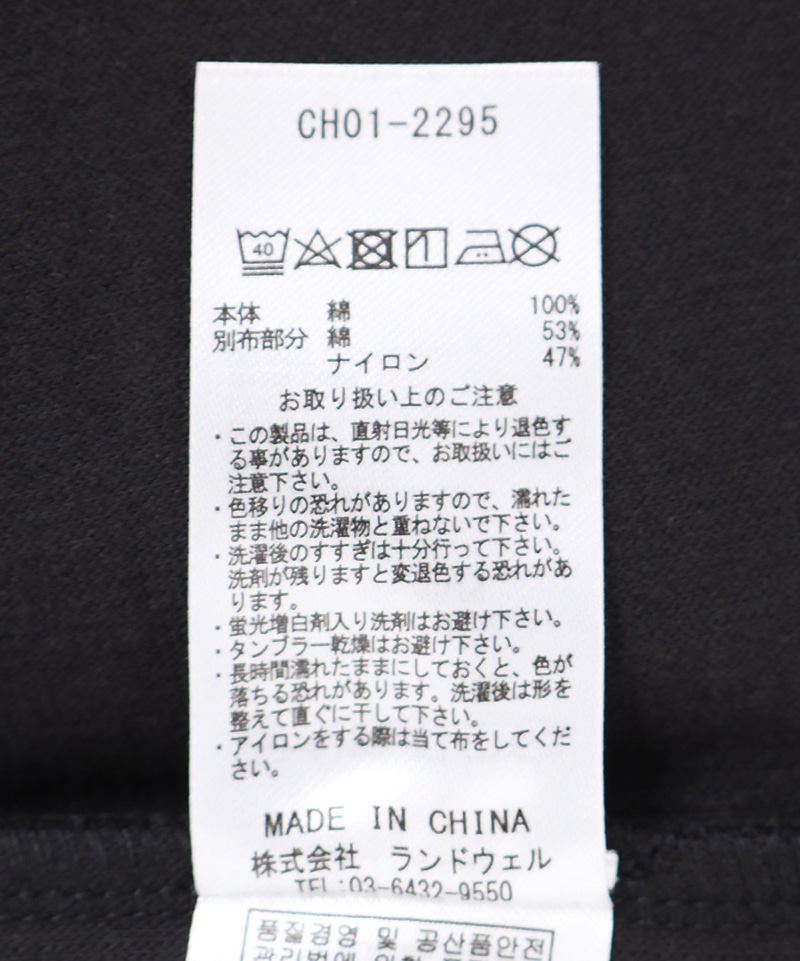 CH01-2295
40
本体 綿 100%
別布部分 綿 53%
ナイロン 47%
お取り扱い上のご注意
・この製品は、直射日光等により退色す
る事がありますので、お取扱いにはご
注意下さい。
・色移りの恐れがありますので、濡れた
まま他の洗濯物と重ねないで下さい。
・洗濯後のすすぎは十分行って下さい。
洗剤が残りますと変退色する恐れがあ
ります。
・蛍光増白剤入り洗剤はお避け下さい。
・タンブラー乾燥はお避け下さい。
・長時間濡れたままにしておくと、色が
落ちる恐れがあります。洗濯後は形を
整えて直ぐに干して下さい。
・アイロンをする際は当て布をしてくだ
さい。
MADE IN CHINA
株式会社 ランドウェル
TEL:03-6432-9550
품질경영 및 공산품안전
관리법에 의한